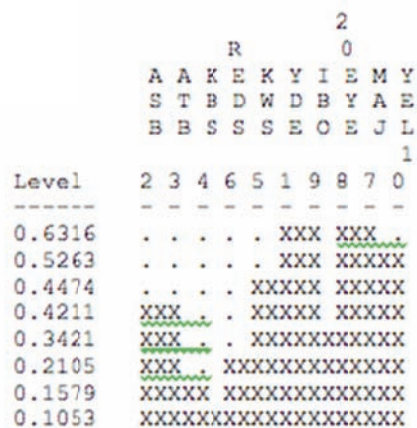 2
R 0
A A K E K Y I E M Y
S T B D W D B Y A E
B B S S S E O E J L
1
Level 2 3 4 6 5 1 9 8 7 0
------ - - - - - - - - - -
0.6316 . . . . . XXX XXX .
0.5263 . . . . . XXX XXXXX
0.4474 . . . . XXXXX XXXXX
0.4211 XXX . . XXXXX XXXXX
0.3421 XXX . . XXXXXXXXXXX
0.2105 XXX . XXXXXXXXXXXXX
0.1579 XXXXX XXXXXXXXXXXXX
0.1053 XXXXXXXXXXXXXXXXXXX